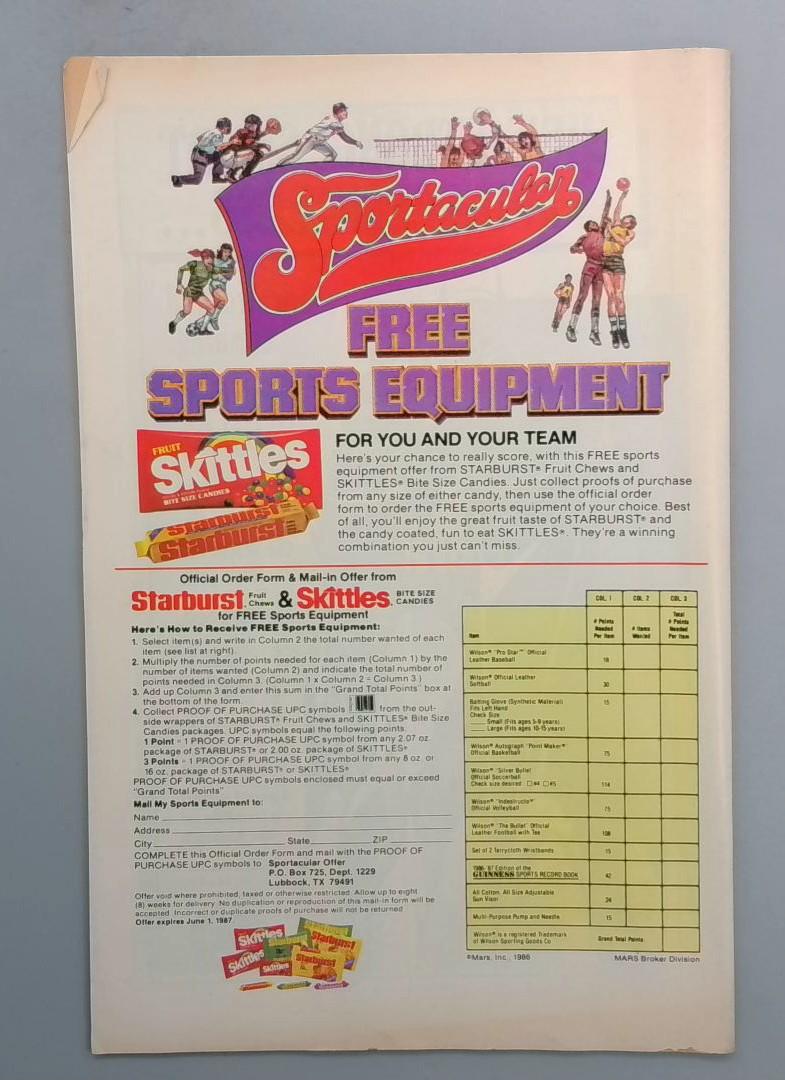 Sportacular
FREE
SPORTS EQUIPMENT
FRUIT
Skittles
BITE SIZE CANDIES
Starburst
Starburst
FOR YOU AND YOUR TEAM
Here's your chance to really score, with this FREE sports
equipment offer from STARBURST® Fruit Chews and
SKITTLES® Bite Size Candies. Just collect proofs of purchase
from any size of either candy, then use the official order
form to order the FREE sports equipment of your choice. Best
of all, you'll enjoy the great fruit taste of STARBURST® and
the candy coated, fun to eat SKITTLES®. They're a winning
combination you just can't miss.
Official Order Form & Mail-in Offer from
Starburst® Fruit Chews & Skittles® BITE SIZE CANDIES
for FREE Sports Equipment
Here's How to Receive FREE Sports Equipment:
1. Select item(s) and write in Column 2 the total number wanted of each
item (see list at right).
2. Multiply the number of points needed for each item (Column 1) by the
number of items wanted (Column 2) and indicate the total number of
points needed in Column 3. (Column 1 x Column 2 = Column 3.)
3. Add up Column 3 and enter this sum in the "Grand Total Points" box at
the bottom of the form.
4. Collect PROOF OF PURCHASE UPC symbols from the out-
side wrappers of STARBURST® Fruit Chews and SKITTLES® Bite Size
Candies packages. UPC symbols equal the following points.
1 Point = 1 PROOF OF PURCHASE UPC symbol from any 2.07 oz.
package of STARBURST® or 2.00 oz. package of SKITTLES®
3 Points = 1 PROOF OF PURCHASE UPC symbol from any 8 oz. or
16 oz. package of STARBURST® or SKITTLES®
PROOF OF PURCHASE UPC symbols enclosed must equal or exceed
"Grand Total Points"
Mail My Sports Equipment to:
Name
Address
City State ZIP
COMPLETE this Official Order Form and mail with the PROOF OF
PURCHASE UPC symbols to Sportacular Offer
P.O. Box 725, Dept. 1229
Lubbock, TX 79491
Offer void where prohibited, taxed or otherwise restricted. Allow up to eight
(8) weeks for delivery. No duplication or reproduction of this mail-in form will be
accepted. Incorrect or duplicate proofs of purchase will not be returned.
Offer expires June 1, 1987.
Skittles
Starburst
Skittles
Skittles
Starburst
COL. 1 COL. 2 COL. 3
Item # Points Needed Per Item # Items Wanted Total # Points Needed Per Item
Wilson® "Pro Star™" Official
Leather Baseball 18
Wilson® Official Leather
Softball 30
Batting Glove (Synthetic Material) 15
Fits Left Hand
Check Size
Small (Fits ages 5-9 years)
Large (Fits ages 10-15 years)
Wilson® Autograph "Point Maker®"
Official Basketball 75
Wilson® "Silver Bullet"
Official Soccerball
Check size desired □#4 □#5 114
Wilson® "Indestructo®"
Official Volleyball 75
Wilson® "The Bullet" Official
Leather Football with Tee 108
Set of 2 Terrycloth Wristbands 15
1986-'87 Edition of the
GUINNESS SPORTS RECORD BOOK 42
All Cotton, All Size Adjustable
Sun Visor 24
Multi-Purpose Pump and Needle 15
Wilson® is a registered Trademark
of Wilson Sporting Goods Co Grand Total Points
©Mars, Inc., 1986 MARS Broker Division